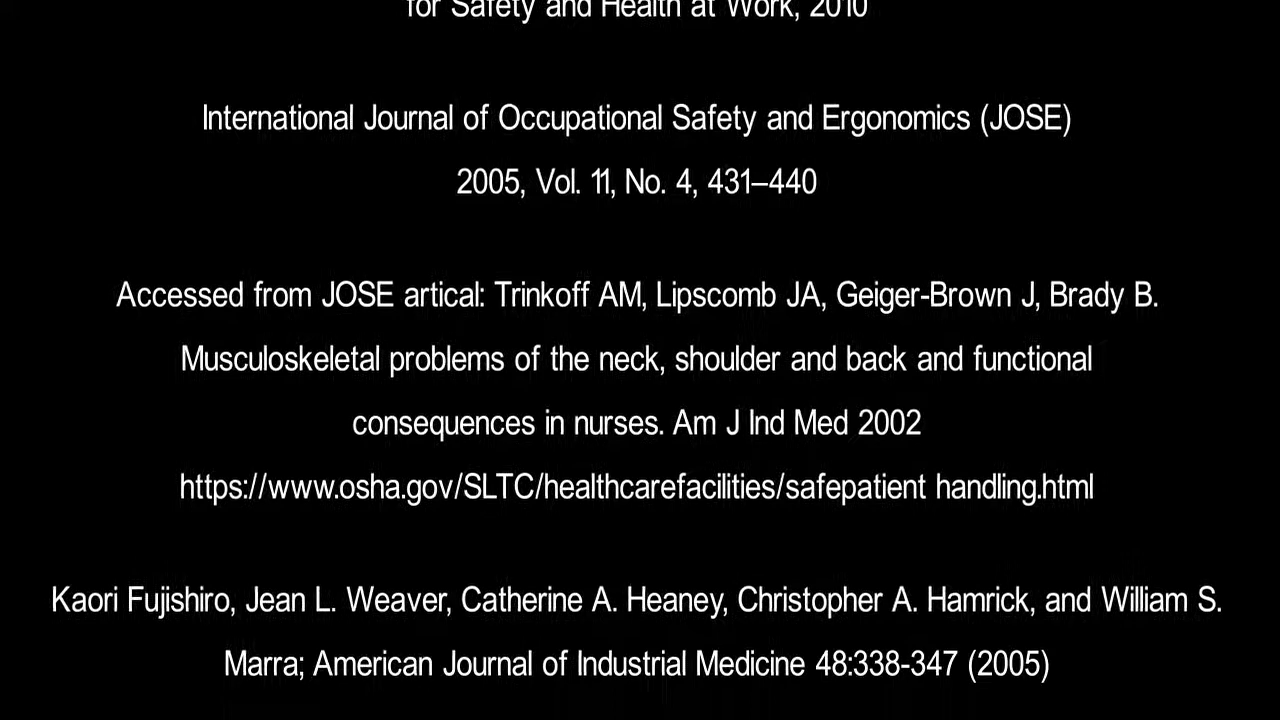 for Safety and Health at Work, 2010
International Journal of Occupational Safety and Ergonomics (JOSE)
2005, Vol. 11, No. 4, 431–440
Accessed from JOSE artical: Trinkoff AM, Lipscomb JA, Geiger-Brown J, Brady B.
Musculoskeletal problems of the neck, shoulder and back and functional
consequences in nurses. Am J Ind Med 2002
https://www.osha.gov/SLTC/healthcarefacilities/safepatient handling.html
Kaori Fujishiro, Jean L. Weaver, Catherine A. Heaney, Christopher A. Hamrick, and William S.
Marra; American Journal of Industrial Medicine 48:338-347 (2005)